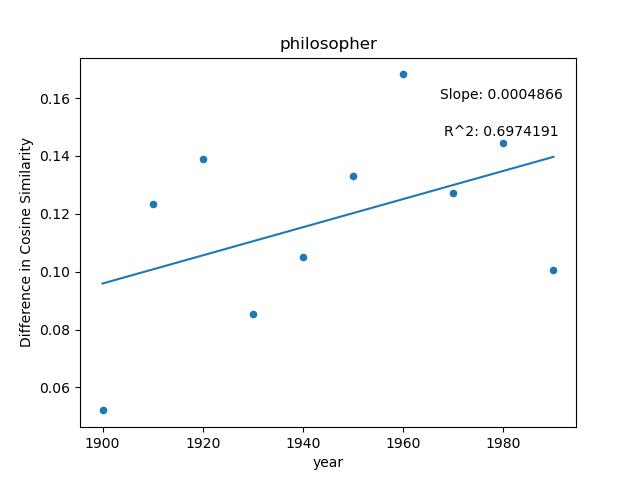 philosopher
Slope: 0.0004866
R^2: 0.6974191
Difference in Cosine Similarity
0.16
0.14
0.12
0.10
0.08
0.06
1900 1920 1940 1960 1980
year